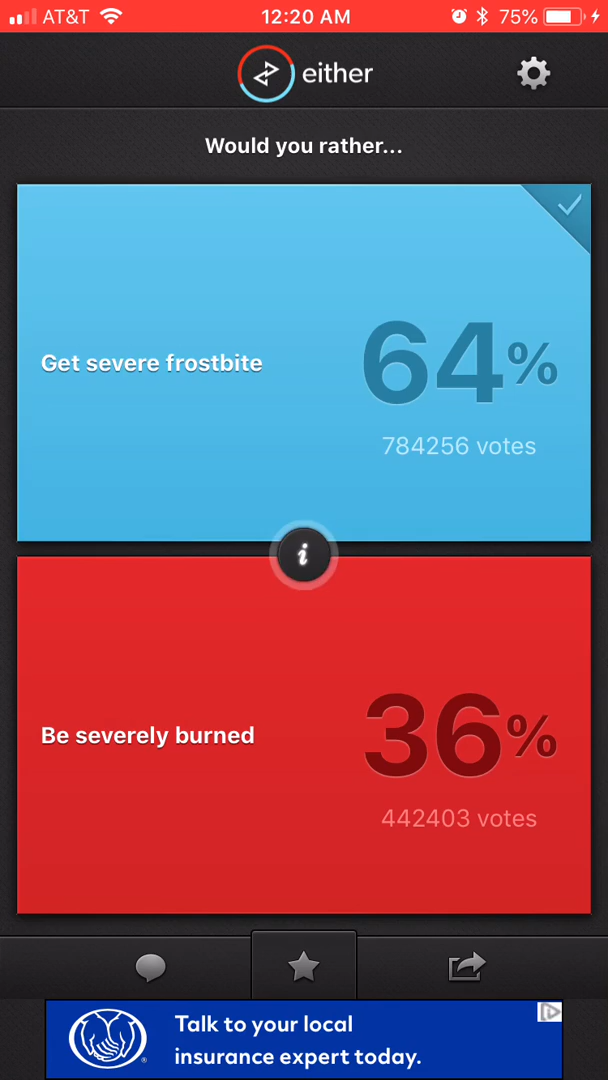 AT&T 12:20 AM 75%
either
Would you rather...
Get severe frostbite
64%
784256 votes
i
Be severely burned
36%
442403 votes
Talk to your local
insurance expert today.